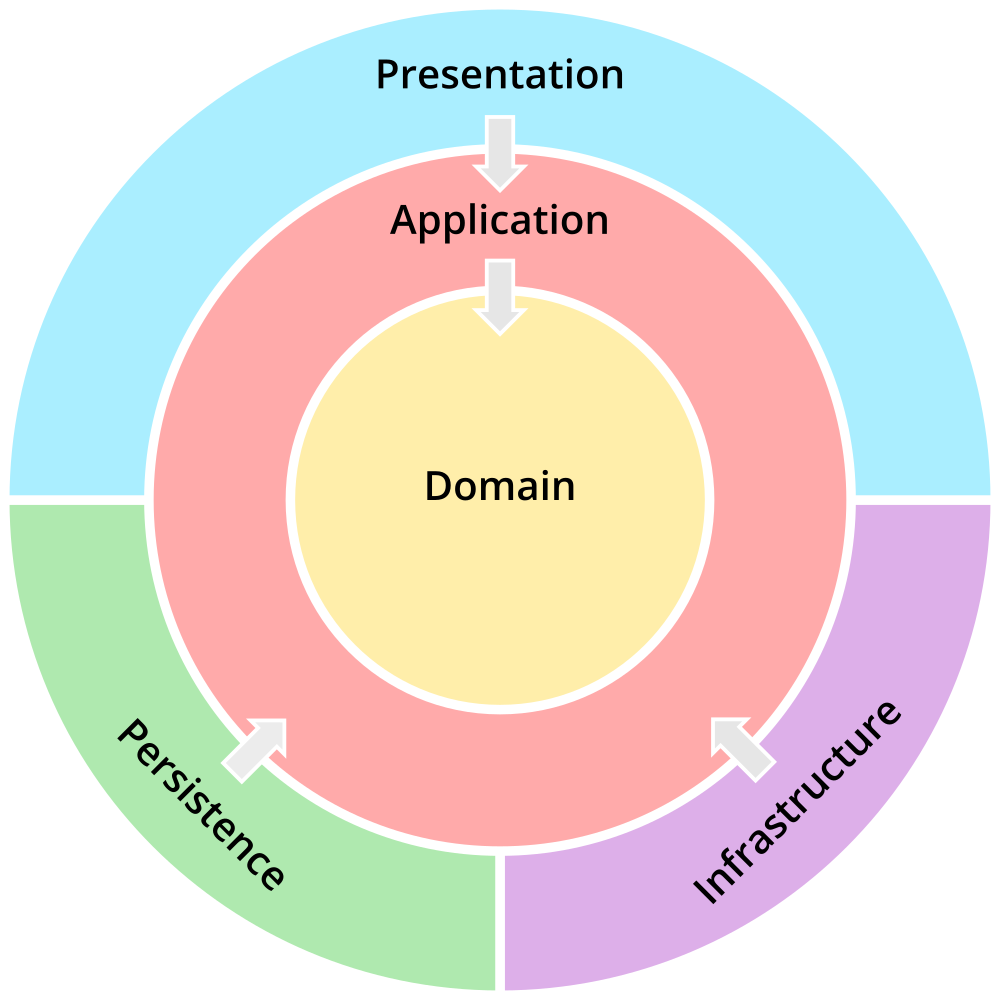 Presentation
Application
Domain
Persistence
Infrastructure